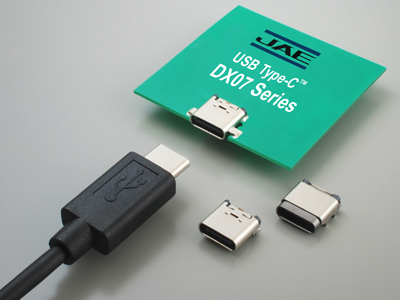 JAE
USB Type-C™
DX07 Series